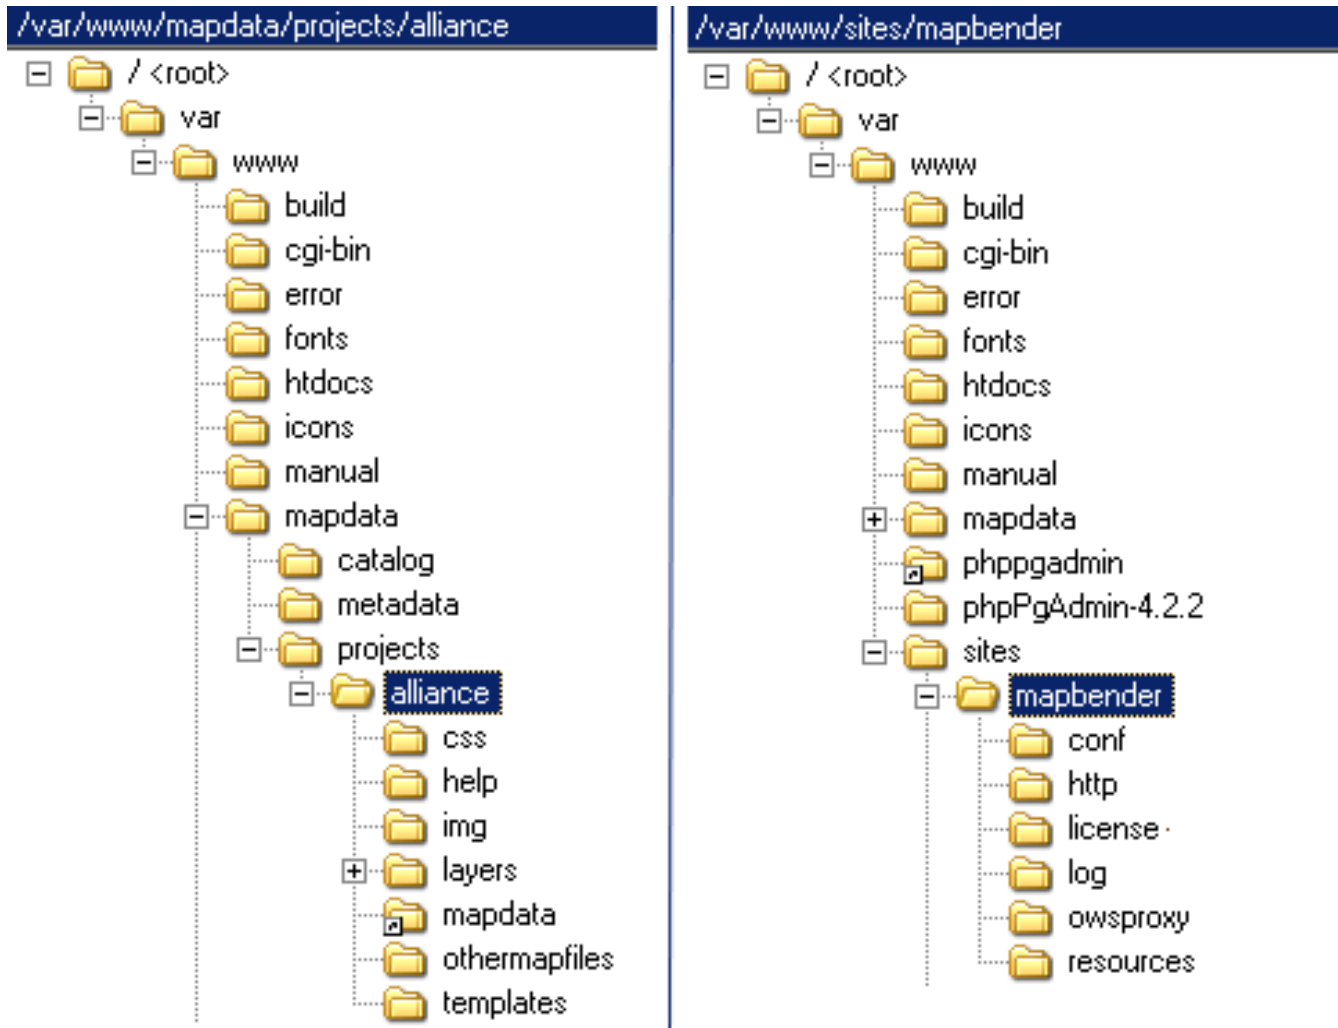 /var/www/mapdata/projects/alliance
/ <root>
var
www
build
cgi-bin
error
fonts
htdocs
icons
manual
mapdata
catalog
metadata
projects
alliance
css
help
img
layers
mapdata
othermapfiles
templates
/var/www/sites/mapbender
/ <root>
var
www
build
cgi-bin
error
fonts
htdocs
icons
manual
mapdata
phppgadmin
phpPgAdmin-4.2.2
sites
mapbender
conf
http
license
log
owsproxy
resources